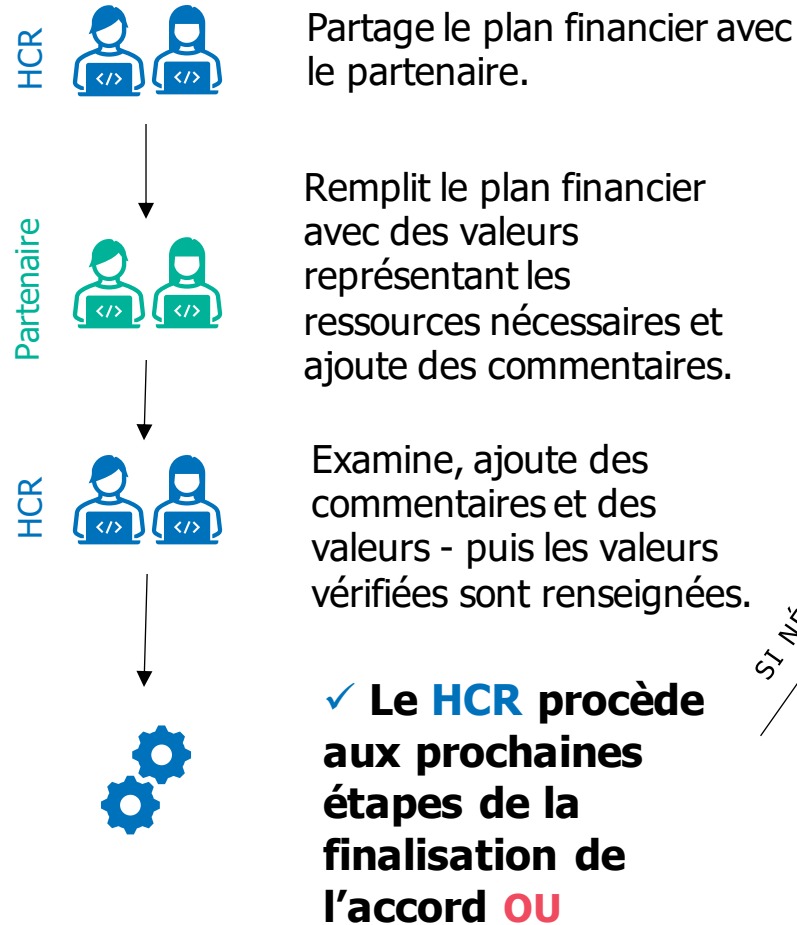 HCR
Partage le plan financier avec
le partenaire.
Partenaire
Remplit le plan financier
avec des valeurs
représentant les
ressources nécessaires et
ajoute des commentaires.
HCR
Examine, ajoute des
commentaires et des
valeurs - puis les valeurs
vérifiées sont renseignées.
SI
✓ Le HCR procède
aux prochaines
étapes de la
finalisation de
l’accord OU